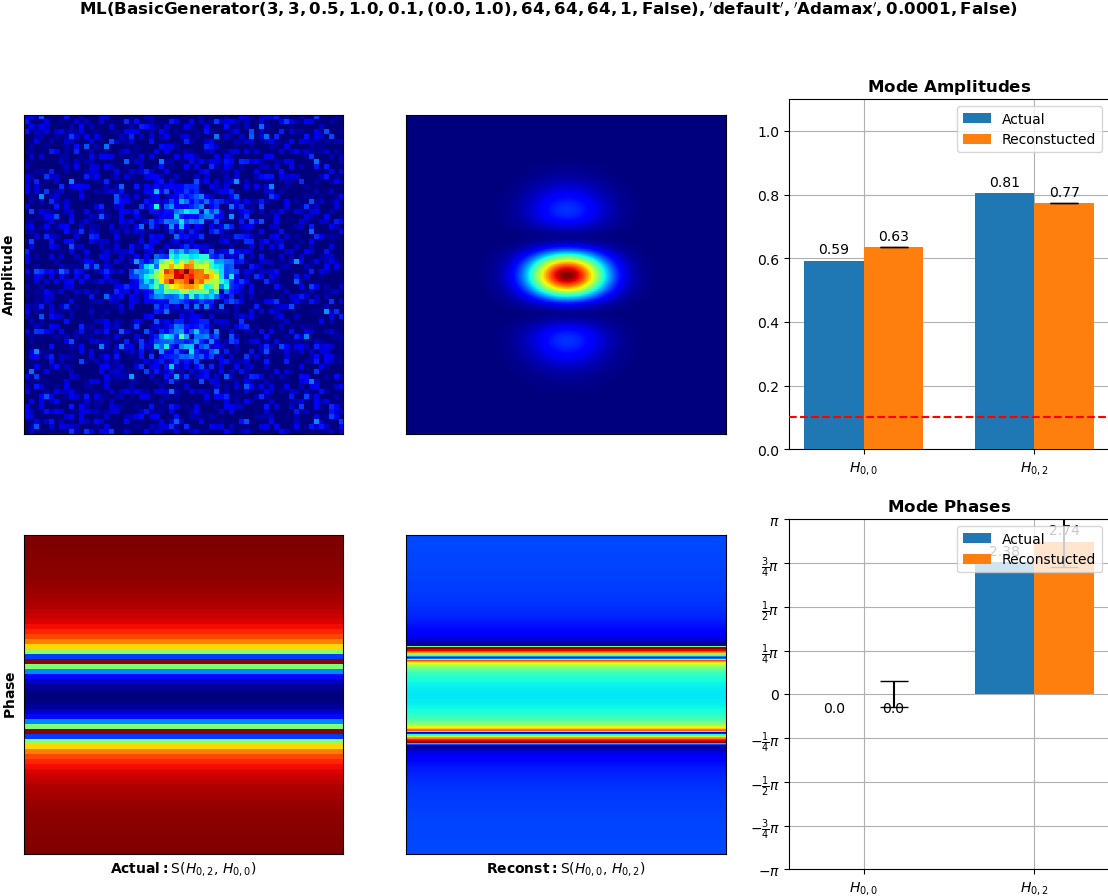 ML(BasicGenerator(3, 3, 0.5, 1.0, 0.1, (0.0, 1.0), 64, 64, 64, 1, False), ′default′, ′Adamax′, 0.0001, False)
Amplitude
Mode Amplitudes
Actual
Reconstucted
1.0
0.8
0.6
0.4
0.2
0.0
0.59
0.63
0.81
0.77
H0,0
H0,2
Phase
Actual: S(H0,2, H0,0)
Reconst: S(H0,0, H0,2)
Mode Phases
Actual
Reconstucted
π
3/4π
1/2π
1/4π
0
−1/4π
−1/2π
−3/4π
−π
0.0
0.0
2.38
2.74
H0,0
H0,2